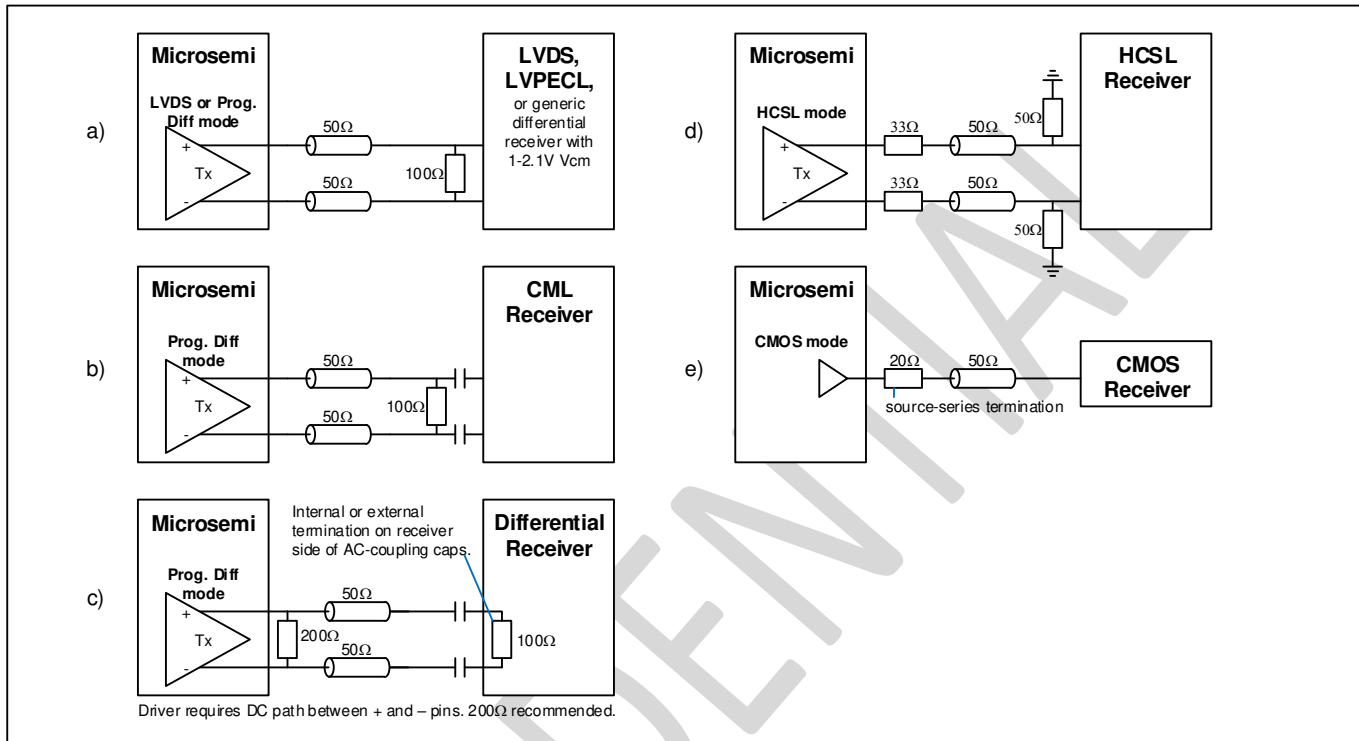 a)
Microsemi
LVDS or Prog.
Diff mode
+
Tx
-
50Ω
50Ω
100Ω
LVDS,
LVPECL,
or generic
differential
receiver with
1-2.1V Vcm
b)
Microsemi
Prog. Diff
mode
+
Tx
-
50Ω
50Ω
100Ω
CML
Receiver
c)
Microsemi
Prog. Diff
mode
+
Tx
-
200Ω
50Ω
50Ω
Internal or external
termination on receiver
side of AC-coupling caps.
Differential
Receiver
100Ω
Driver requires DC path between + and – pins. 200Ω recommended.
d)
Microsemi
HCSL mode
+
Tx
-
33Ω
50Ω
50Ω
33Ω
50Ω
50Ω
HCSL
Receiver
e)
Microsemi
CMOS mode
20Ω
50Ω
source-series termination
CMOS
Receiver
DENTIAL